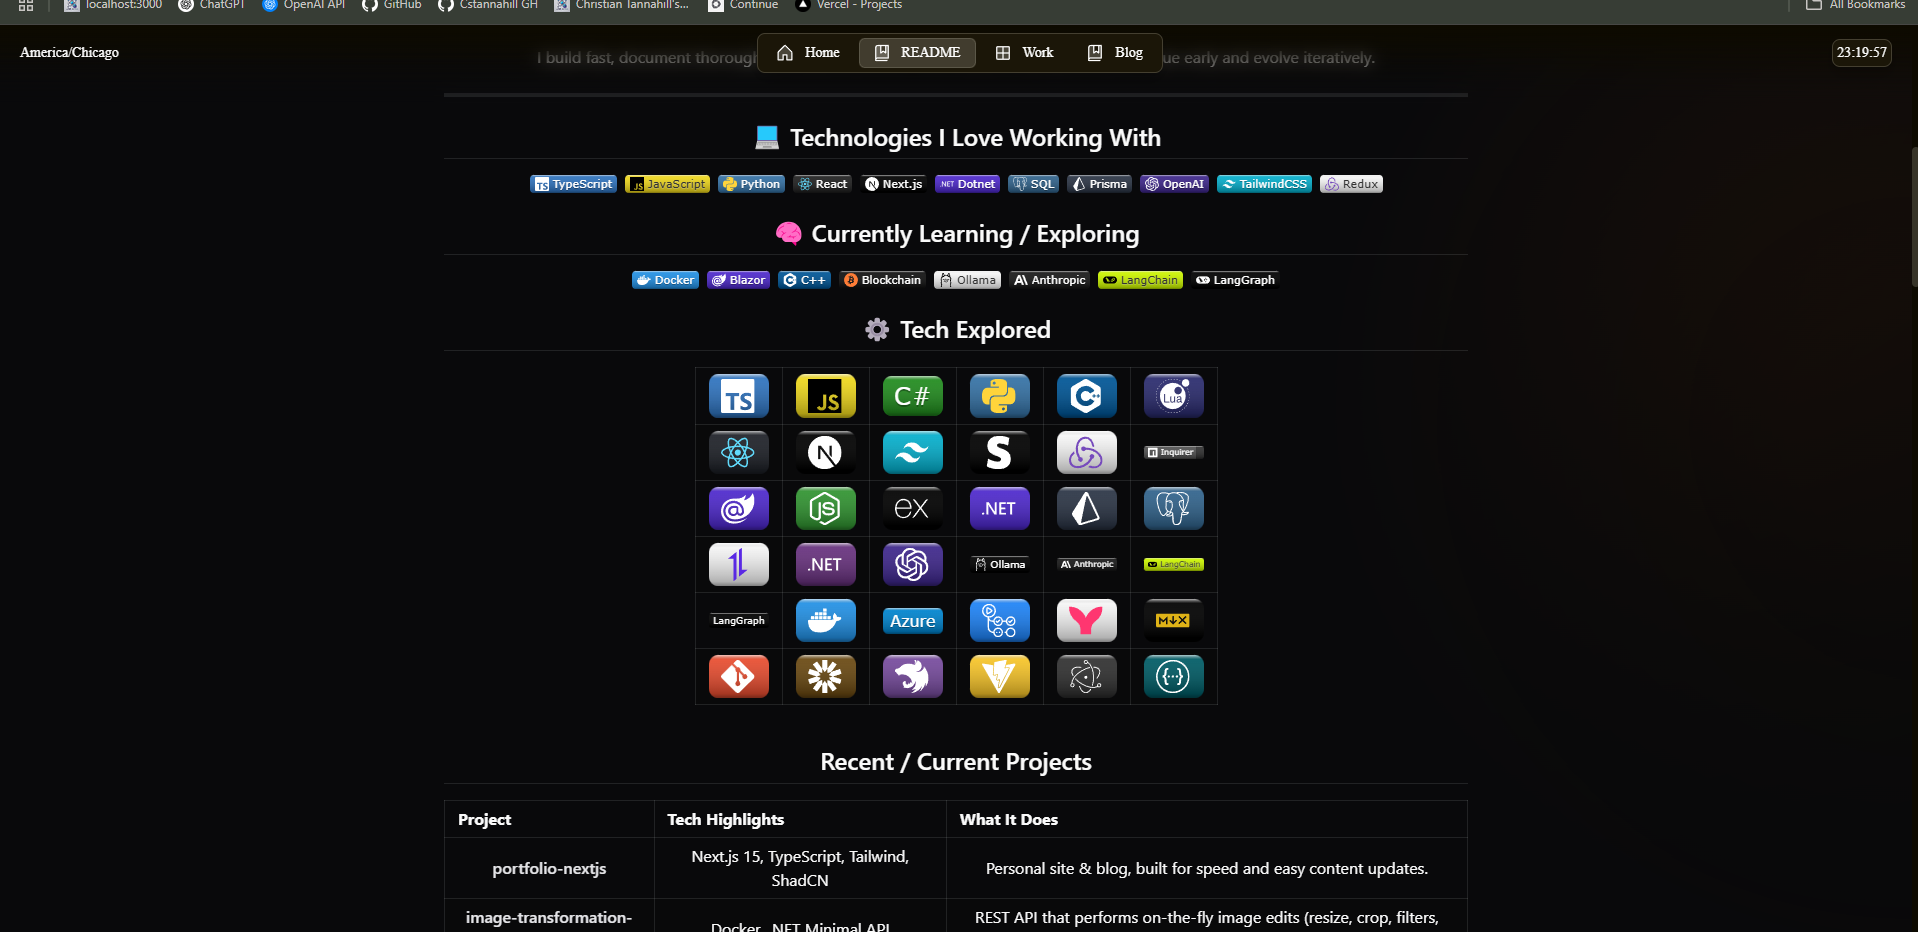 localhost:3000 ChatGPT OpenAI API GitHub Cstannahill GH Christian Tannahill's... Continue Vercel - Projects All Bookmarks
America/Chicago Home README Work Blog 23:19:57
I build fast, document thorough ue early and evolve iteratively.
Technologies I Love Working With
TS TypeScript JS JavaScript Python React Next.js .NET Dotnet SQL Prisma OpenAI TailwindCSS Redux
Currently Learning / Exploring
Docker Blazor C++ Blockchain Ollama Anthropic LangChain LangGraph
Tech Explored
TS JS C# C++ Lua
N S Inquirer
@ JS ex .NET
.NET Ollama Anthropic LangChain
LangGraph Azure M X
{...}
Recent / Current Projects
Project Tech Highlights What It Does
portfolio-nextjs Next.js 15, TypeScript, Tailwind, Personal site & blog, built for speed and easy content updates.
ShadCN
image-transformation- Docker, .NET Minimal API REST API that performs on-the-fly image edits (resize, crop, filters,